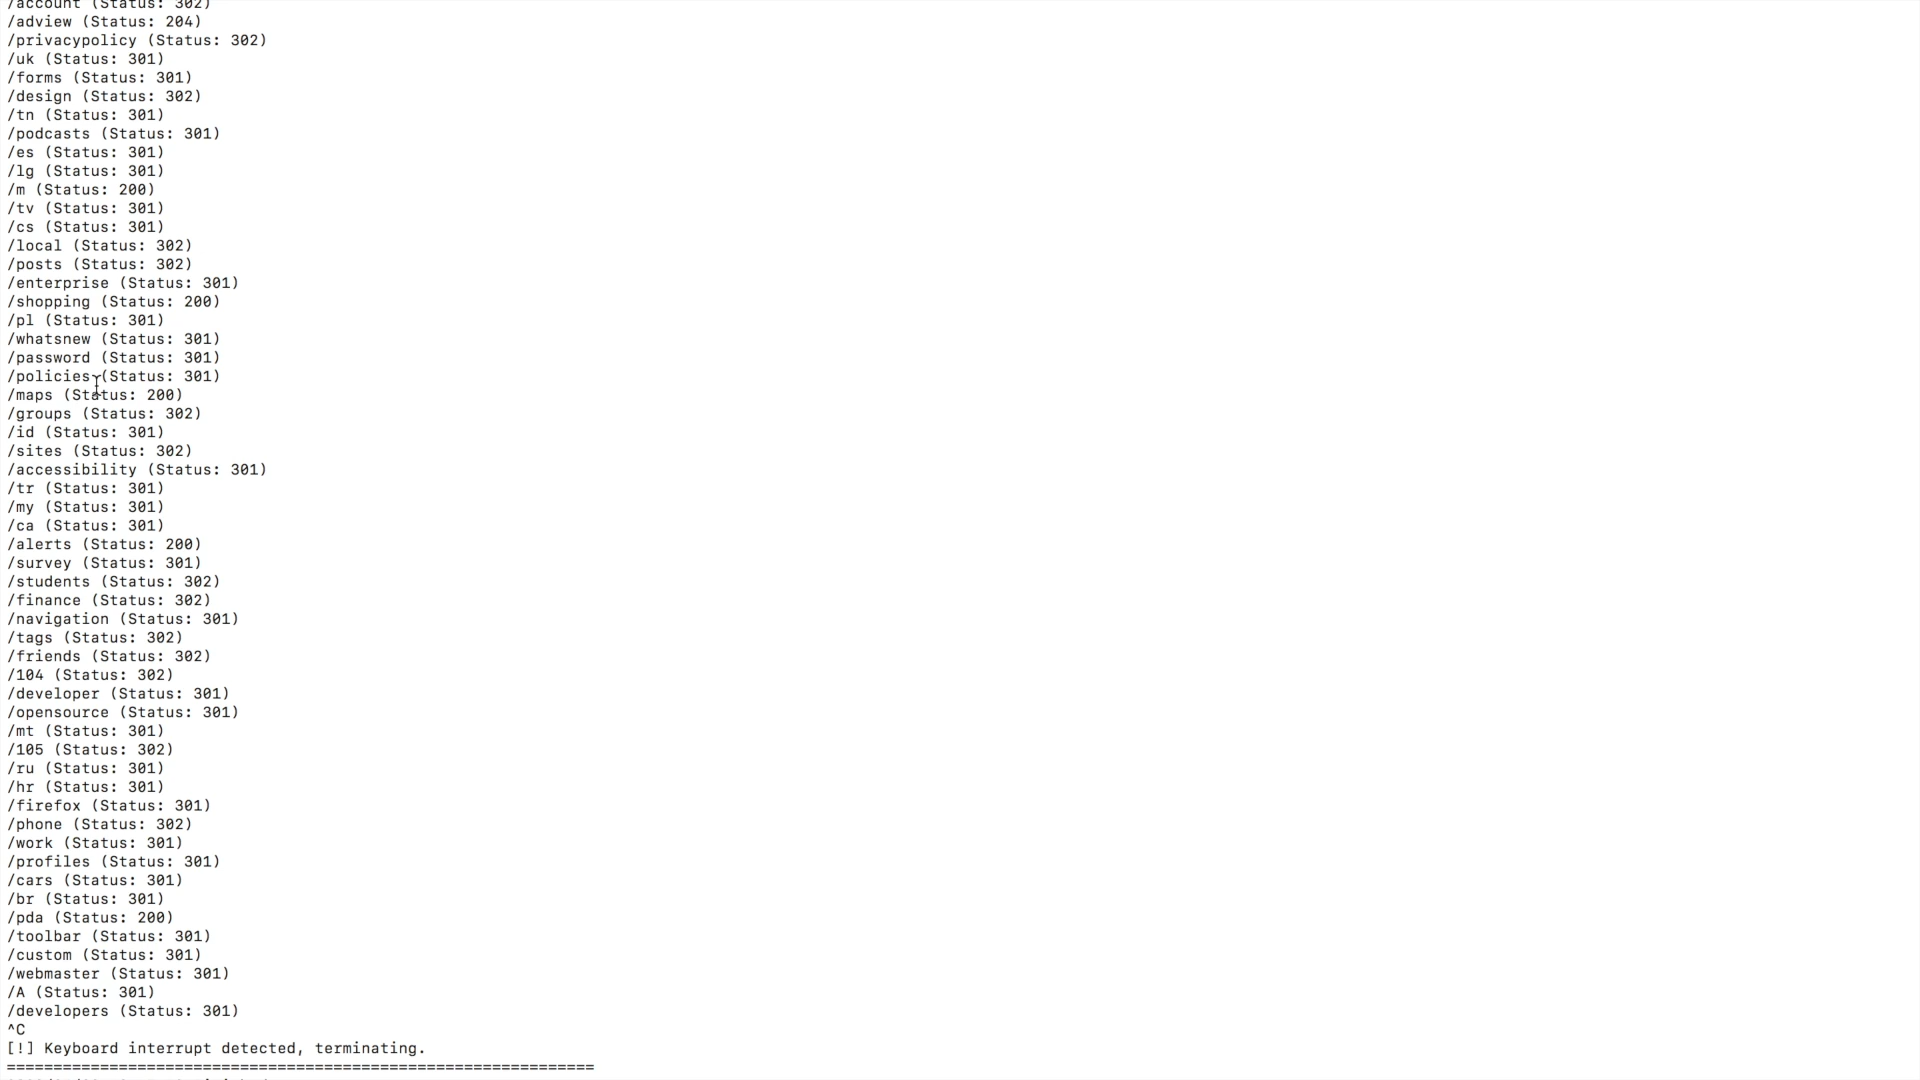 /account (Status: 302)
/adview (Status: 204)
/privacypolicy (Status: 302)
/uk (Status: 301)
/forms (Status: 301)
/design (Status: 302)
/tn (Status: 301)
/podcasts (Status: 301)
/es (Status: 301)
/lg (Status: 301)
/m (Status: 200)
/tv (Status: 301)
/cs (Status: 301)
/local (Status: 302)
/posts (Status: 302)
/enterprise (Status: 301)
/shopping (Status: 200)
/pl (Status: 301)
/whatsnew (Status: 301)
/password (Status: 301)
/policies (Status: 301)
/maps (Status: 200)
/groups (Status: 302)
/id (Status: 301)
/sites (Status: 302)
/accessibility (Status: 301)
/tr (Status: 301)
/my (Status: 301)
/ca (Status: 301)
/alerts (Status: 200)
/survey (Status: 301)
/students (Status: 302)
/finance (Status: 302)
/navigation (Status: 301)
/tags (Status: 302)
/friends (Status: 302)
/104 (Status: 302)
/developer (Status: 301)
/opensource (Status: 301)
/mt (Status: 301)
/105 (Status: 302)
/ru (Status: 301)
/hr (Status: 301)
/firefox (Status: 301)
/phone (Status: 302)
/work (Status: 301)
/profiles (Status: 301)
/cars (Status: 301)
/br (Status: 301)
/pda (Status: 200)
/toolbar (Status: 301)
/custom (Status: 301)
/webmaster (Status: 301)
/A (Status: 301)
/developers (Status: 301)
^C
[!] Keyboard interrupt detected, terminating.
===============================================================